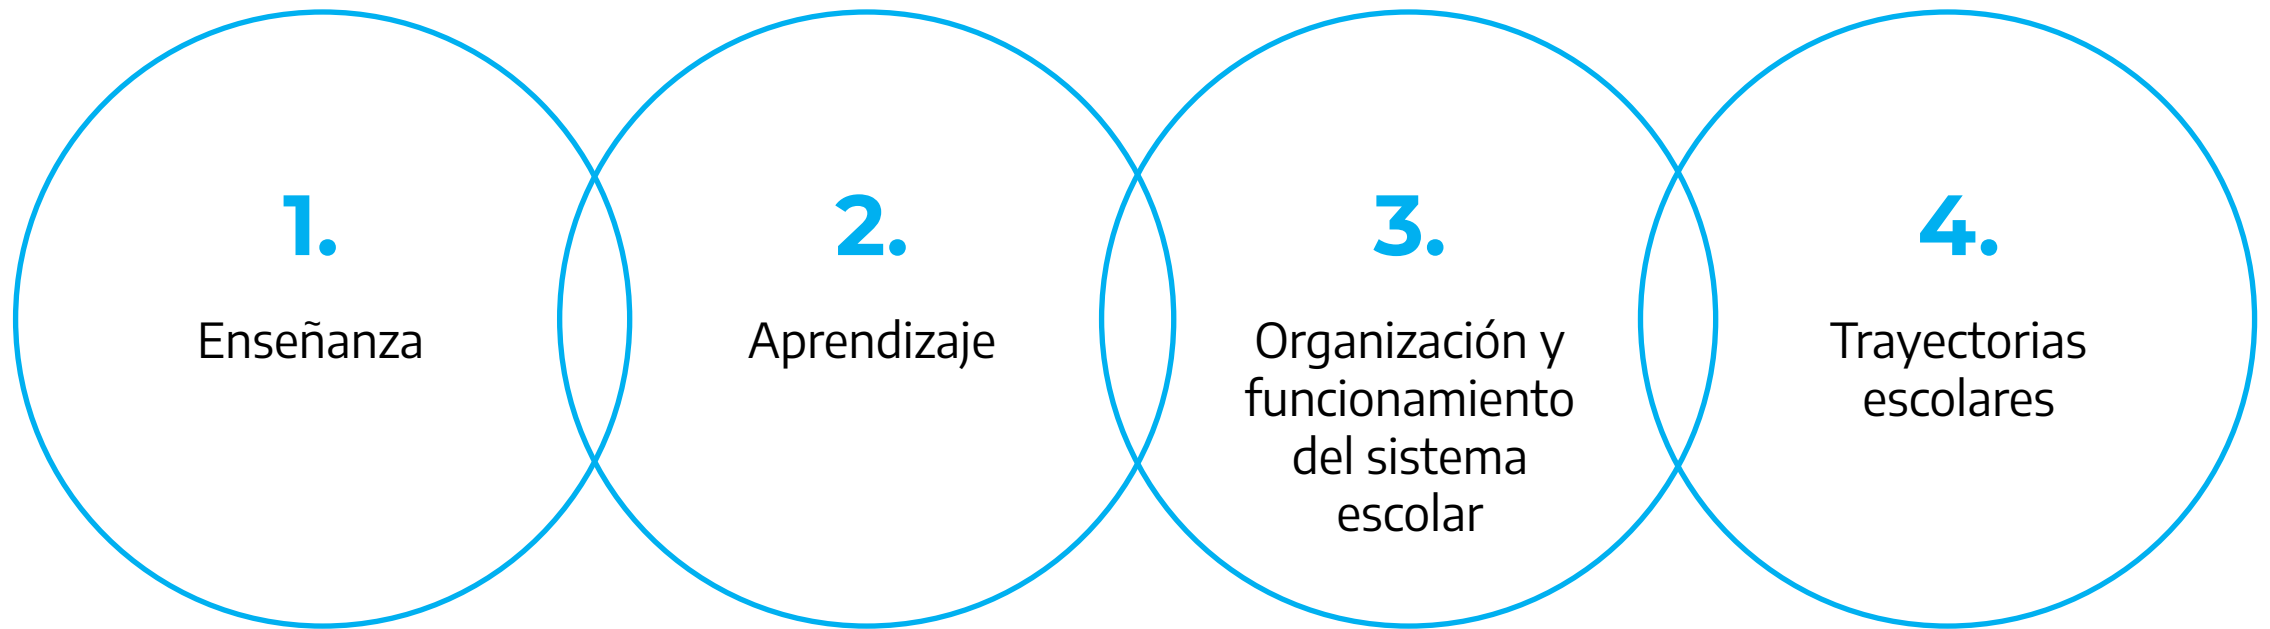 1.
Enseñanza
2.
Aprendizaje
3.
Organización y
funcionamiento
del sistema
escolar
4.
Trayectorias
escolares